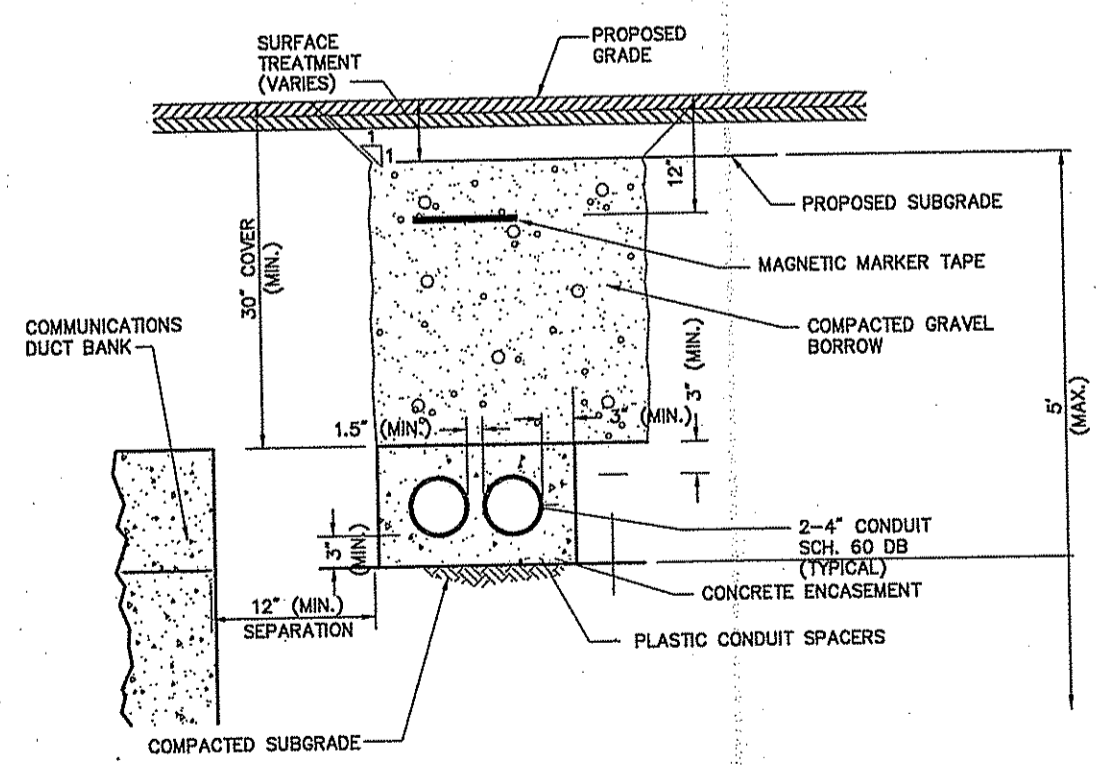 SURFACE
TREATMENT
(VARIES)
PROPOSED
GRADE
1
1
12"
PROPOSED SUBGRADE
30" COVER
(MIN.)
MAGNETIC MARKER TAPE
COMMUNICATIONS
DUCT BANK
COMPACTED GRAVEL
BORROW
3" (MIN.)
5'
(MAX.)
1.5" (MIN.)
3" (MIN.)
3"
(MIN.)
2-4" CONDUIT
SCH. 60 DB
(TYPICAL)
CONCRETE ENCASEMENT
12" (MIN.)
SEPARATION
PLASTIC CONDUIT SPACERS
COMPACTED SUBGRADE